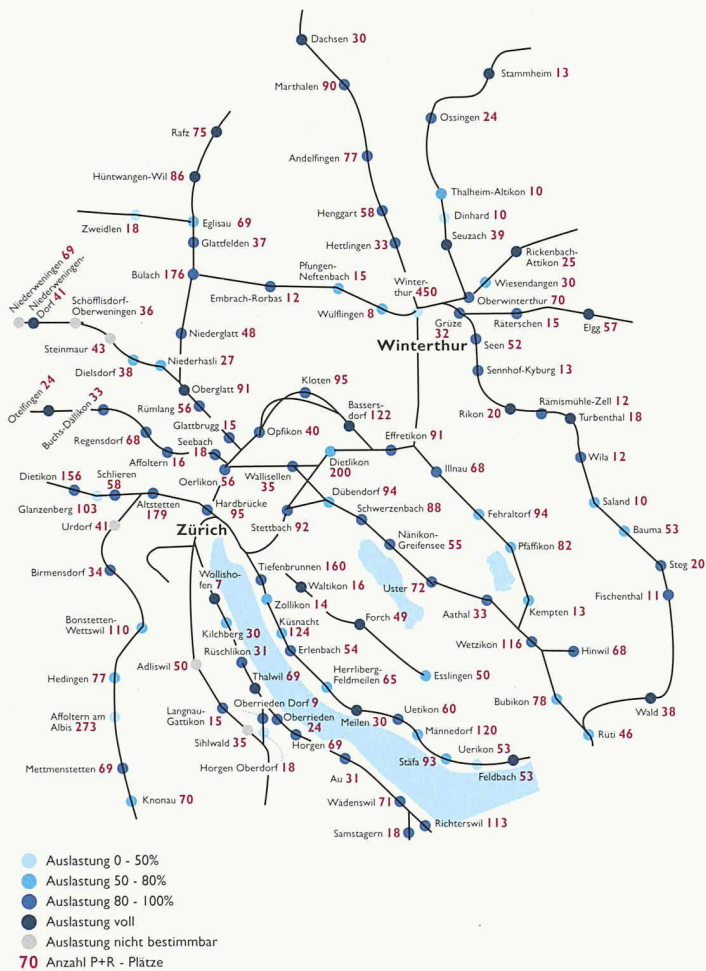 Dachsen 30
Stammheim 13
Marthalen 90
Ossingen 24
Rafz 75
Andelfingen 77
Hüntwangen-Wil 86
Thalheim-Altikon 10
Henggart 58
Dinhard 10
Zweidlen 18
Eglisau 69
Glattfelden 37
Hettlingen 33
Seuzach 39
Rickenbach-
Attikon 25
Niederweningen 69
Niederweningen-
Dorf 41
Bülach 176
Pfungen-
Neftenbach 15
Winter-
thur 450
Wiesendangen 30
Embrach-Rorbas 12
Oberwinterthur 70
Schöfflisdorf-
Oberweningen 36
Wülflingen 8
Grüze
32
Räterschen 15
Elgg 57
Winterthur
Niederglatt 48
Seen 52
Steinmaur 43
Dielsdorf 38
Niederhasli 27
Sennhof-Kyburg 13
Otelfingen 24
Oberglatt 91
Kloten 95
Buchs-Dällikon 33
Rümlang 56
Bassers-
dorf 122
Rikon 20
Rämismühle-Zell 12
Turbenthal 18
Regensdorf 68
Glattbrugg 15
Opfikon 40
Effretikon 91
Affoltern 16
Seebach
18
Wila 12
Dietikon 156
Schlieren
58
Oerlikon 56
Wallisellen
35
Dietlikon
200
Illnau 68
Glanzenberg 103
Altstetten
179
Hardbrücke
95
Dübendorf 94
Saland 10
Urdorf 41
Zürich
Stettbach 92
Schwerzenbach 88
Fehraltorf 94
Bauma 53
Nänikon-
Greifensee 55
Pfäffikon 82
Birmensdorf 34
Wollisho-
fen 7
Tiefenbrunnen 160
Waltikon 16
Uster 72
Steg 20
Zollikon 14
Aathal 33
Kempten 13
Fischenthal 11
Bonstetten-
Wettswil 110
Kilchberg 30
Küsnacht
124
Forch 49
Rüschlikon 31
Erlenbach 54
Wetzikon 116
Hinwil 68
Adliswil 50
Thalwil 69
Herrliberg-
Feldmeilen 65
Esslingen 50
Hedingen 77
Oberrieden Dorf 9
Bubikon 78
Wald 38
Langnau-
Gattikon 15
Oberrieden
24
Meilen 30
Uetikon 60
Affoltern am
Albis 273
Männedorf 120
Rüti 46
Sihlwald 35
Horgen 69
Uerikon 53
Horgen Oberdorf 18
Stäfa 93
Feldbach
53
Mettmenstetten 69
Au 31
Knonau 70
Wädenswil 71
Richterswil 113
Samstagern 18
Auslastung 0 - 50%
Auslastung 50 - 80%
Auslastung 80 - 100%
Auslastung voll
Auslastung nicht bestimmbar
70 Anzahl P+R - Plätze